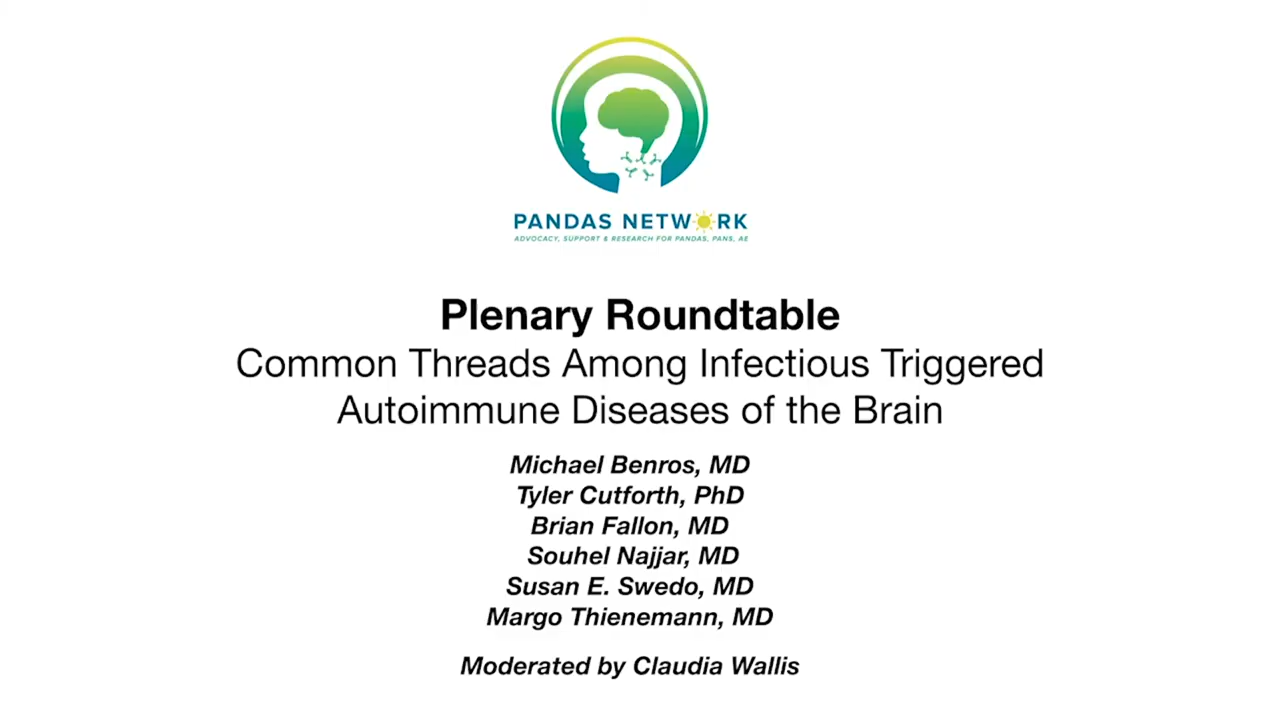 PANDAS NETWORK
ADVOCACY, SUPPORT & RESEARCH FOR PANDAS, PANS, AE
Plenary Roundtable
Common Threads Among Infectious Triggered
Autoimmune Diseases of the Brain
Michael Benros, MD
Tyler Cutforth, PhD
Brian Fallon, MD
Souhel Najjar, MD
Susan E. Swedo, MD
Margo Thienemann, MD
Moderated by Claudia Wallis